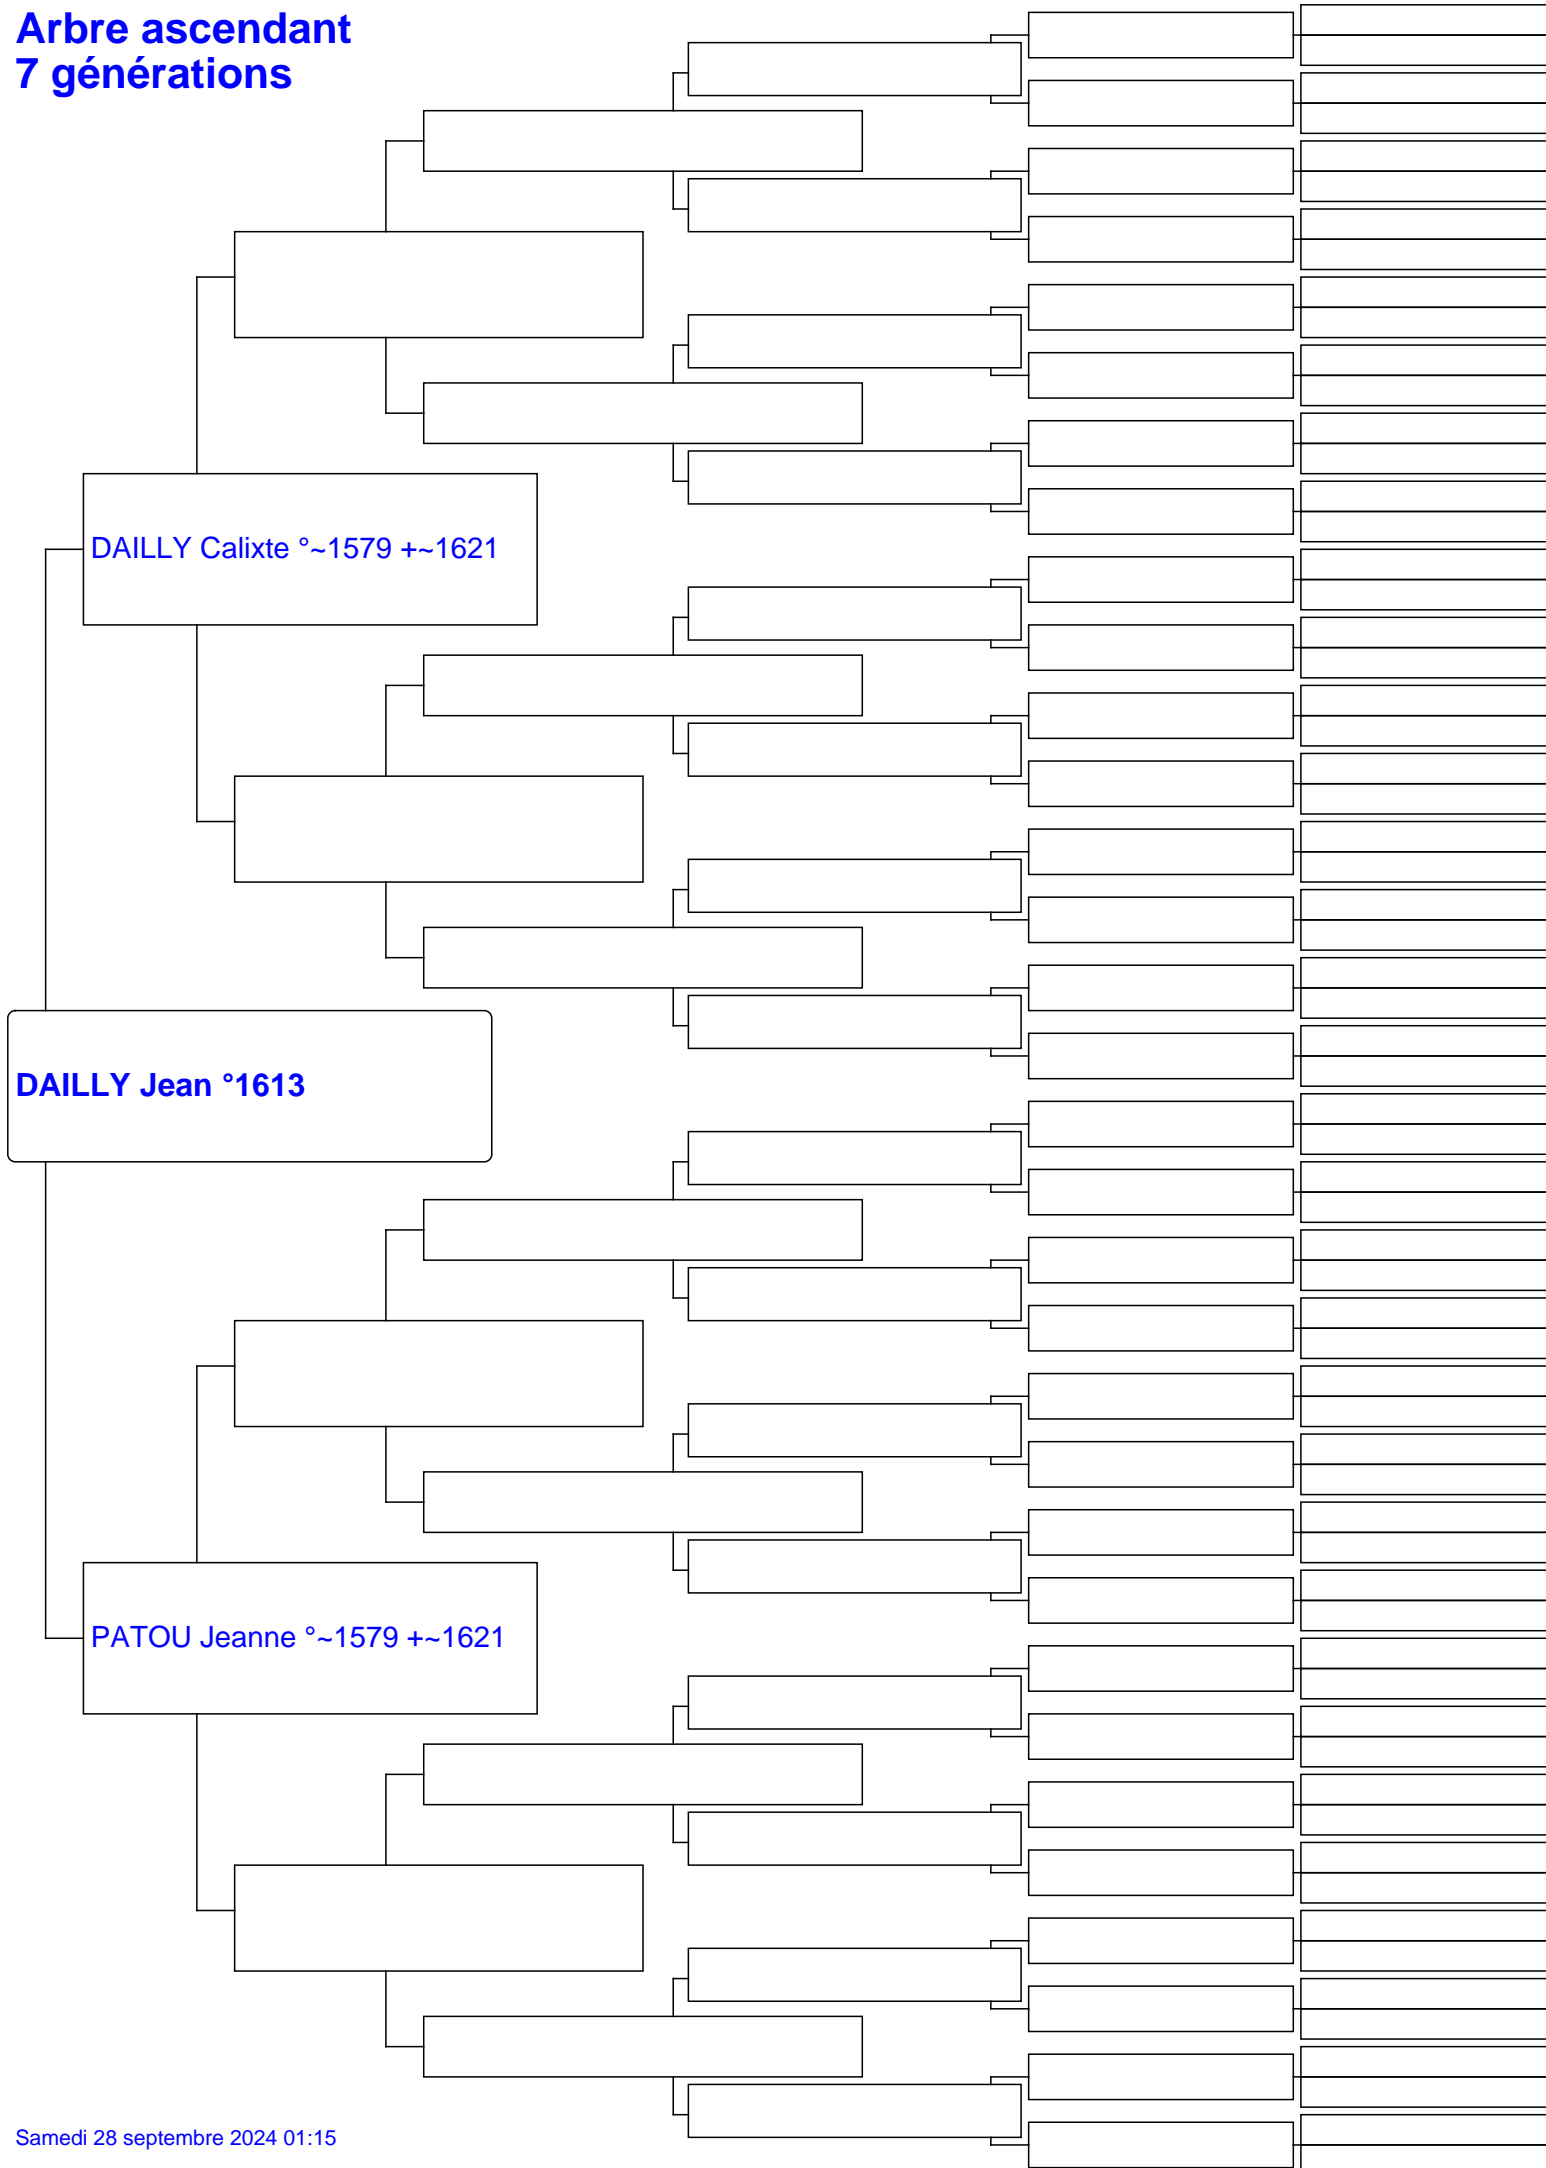 Arbre ascendant
7 générations
DAILLY Calixte °~1579 +~1621
DAILLY Jean °1613
PATOU Jeanne °~1579 +~1621
Samedi 28 septembre 2024 01:15